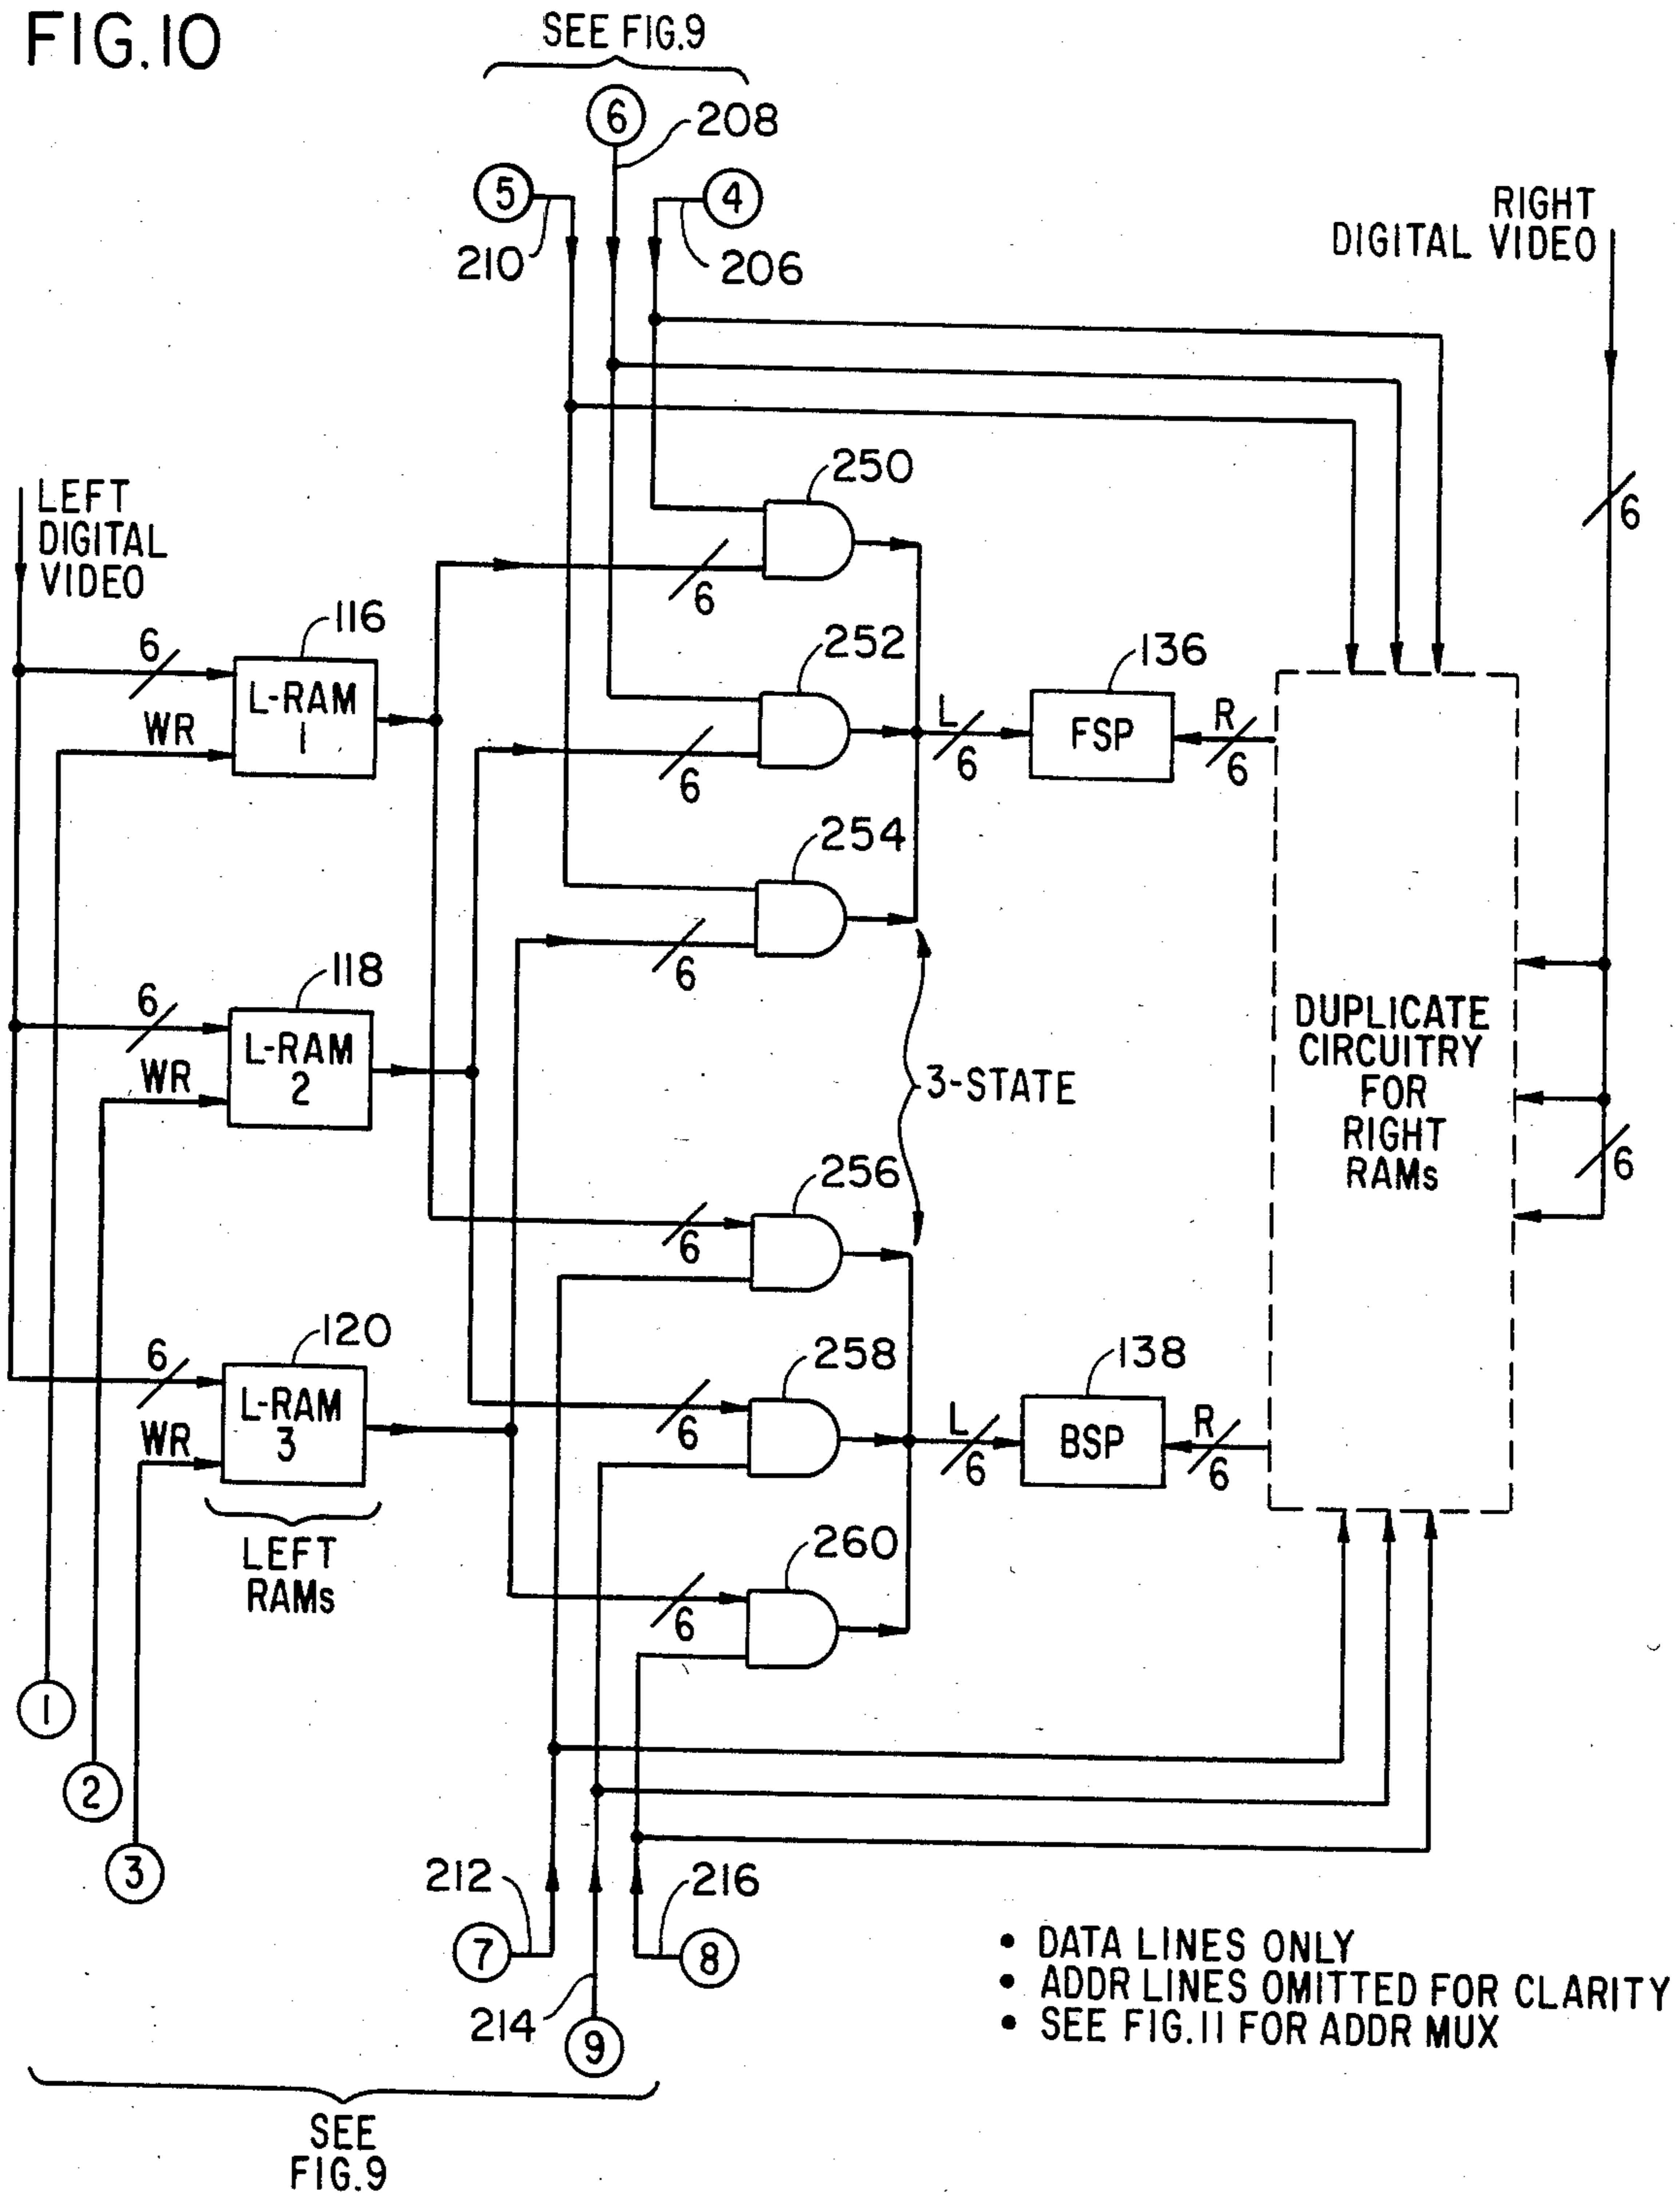 FIG.10
SEE FIG.9
6
208
5
4
210
206
RIGHT
DIGITAL VIDEO
6
LEFT
DIGITAL
VIDEO
250
6
6
116
L-RAM
1
WR
252
6
136
L
6
FSP
R
6
254
6
118
6
L-RAM
2
WR
3-STATE
DUPLICATE
CIRCUITRY
FOR
RIGHT
RAMs
6
256
6
120
6
L-RAM
3
WR
LEFT
RAMs
258
6
138
L
6
BSP
R
6
260
6
1
2
3
212
216
7
8
214
9
• DATA LINES ONLY
• ADDR LINES OMITTED FOR CLARITY
• SEE FIG.11 FOR ADDR MUX
SEE
FIG.9